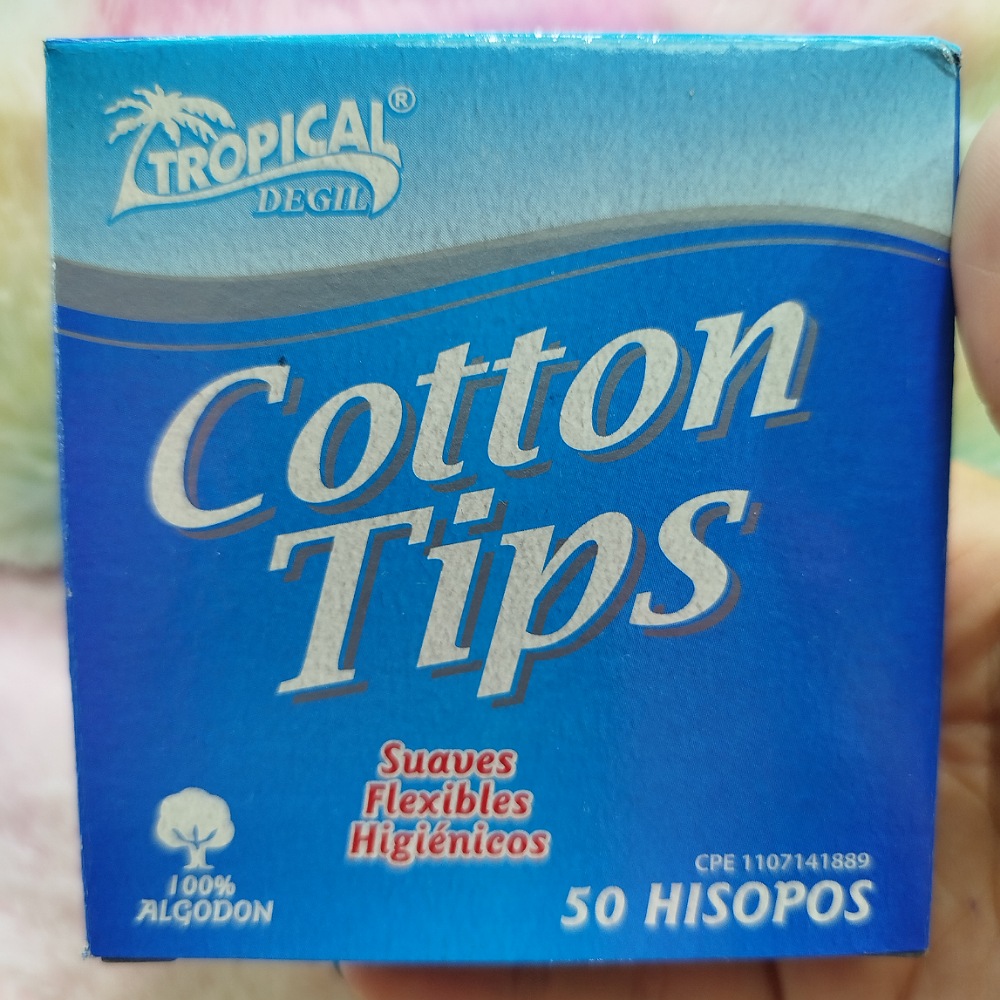 TROPICAL®
DEGIL
Cotton
Tips
Suaves
Flexibles
Higiénicos
100%
ALGODON
CPE 1107141889
50 HISOPOS